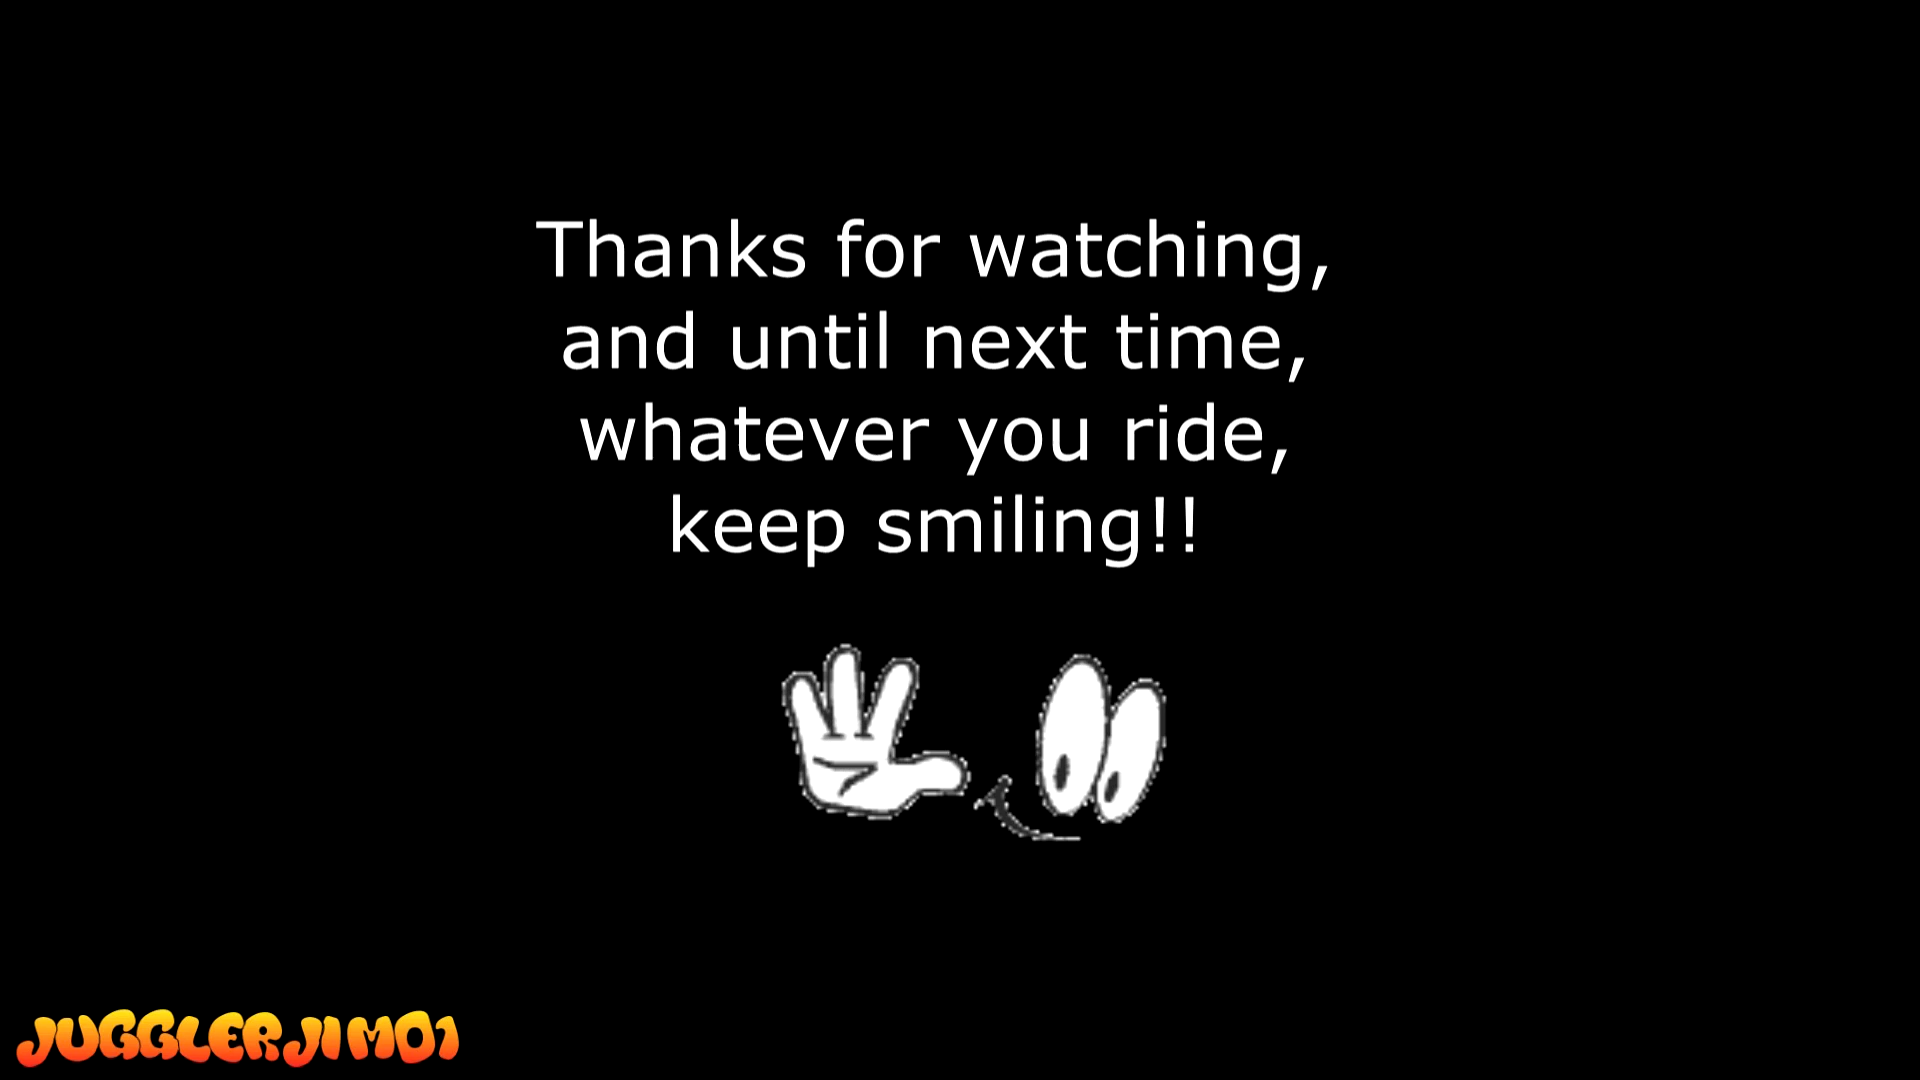 Thanks for watching,
and until next time,
whatever you ride,
keep smiling!!
JUGGLERJIM01